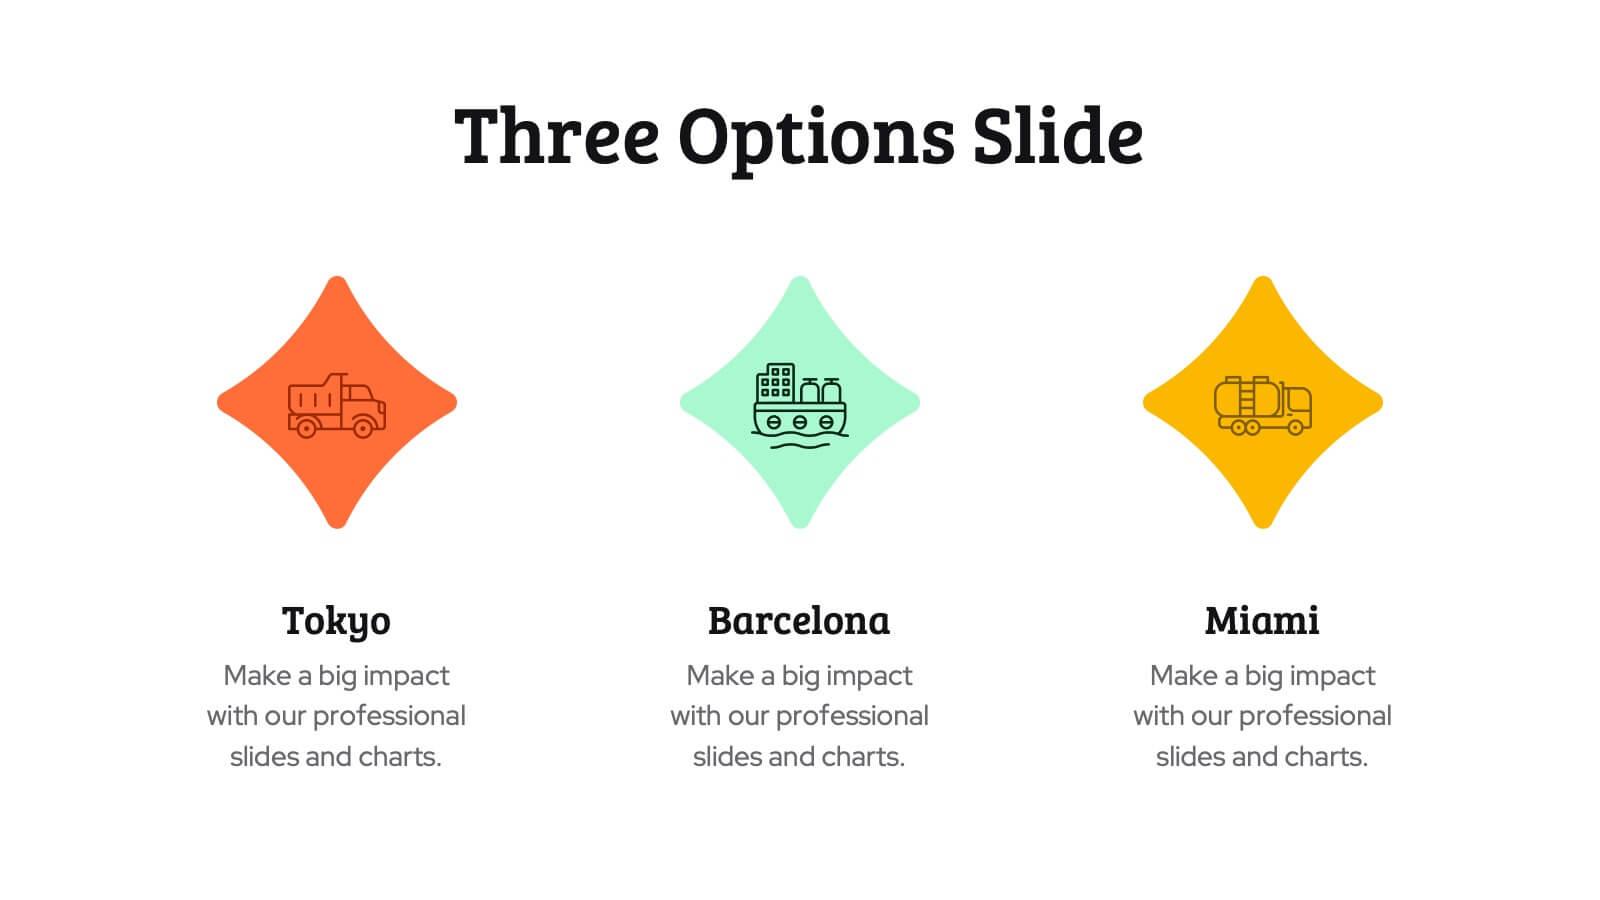 Three Options Slide
Tokyo
Make a big impact
with our professional
slides and charts.
Barcelona
Make a big impact
with our professional
slides and charts.
Miami
Make a big impact
with our professional
slides and charts.